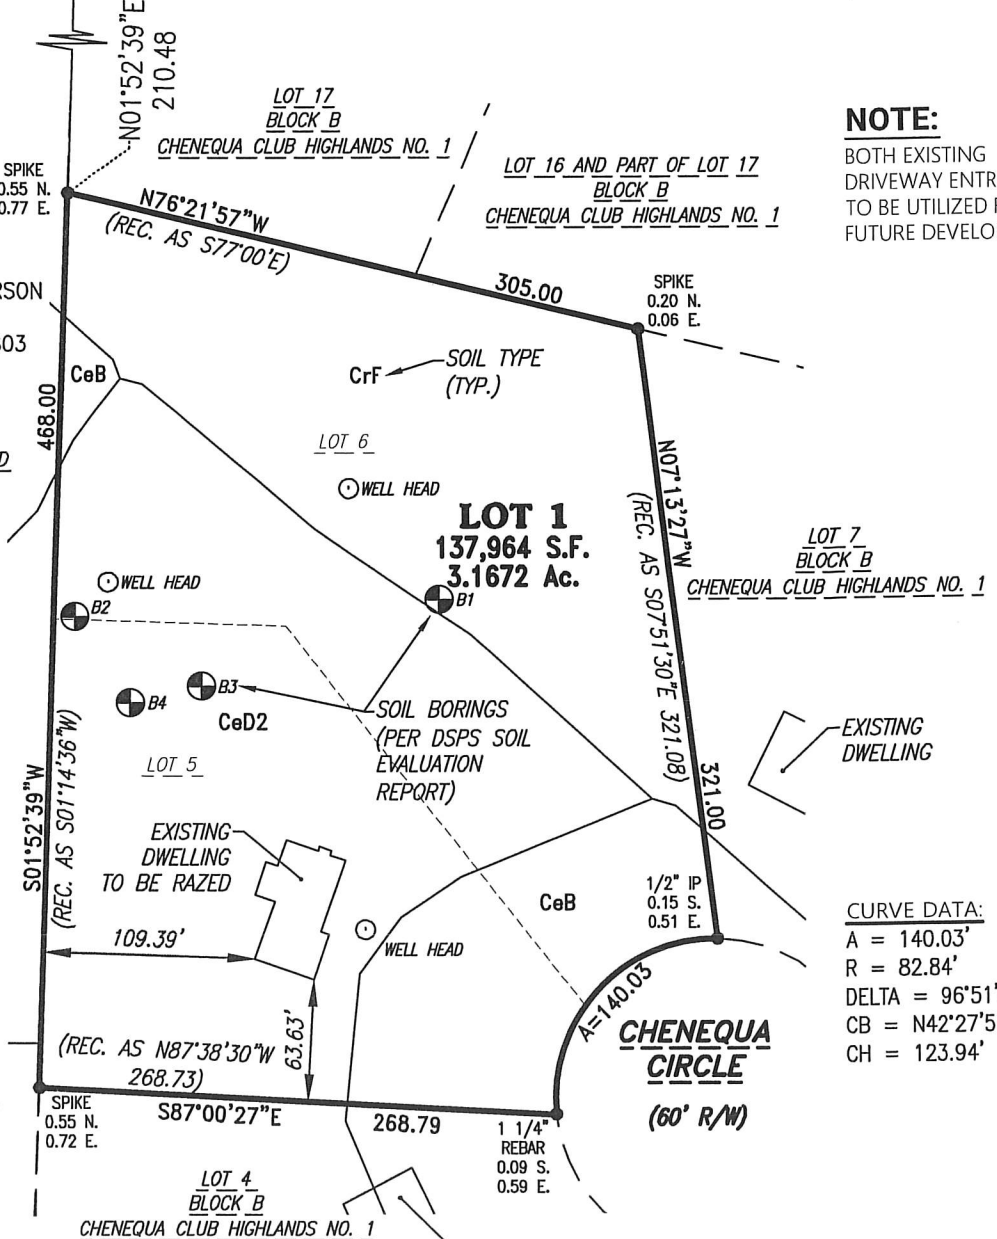 N01°52'39"E
210.48
LOT 17
BLOCK B
CHENEQUA CLUB HIGHLANDS NO. 1
LOT 16 AND PART OF LOT 17
BLOCK B
CHENEQUA CLUB HIGHLANDS NO. 1
NOTE:
BOTH EXISTING
DRIVEWAY ENTR
TO BE UTILIZED
FUTURE DEVELO
SPIKE
0.55 N.
0.77 E.
N76°21'57"W
(REC. AS S77°00'E)
305.00
SPIKE
0.20 N.
0.06 E.
RSON
CeB
CrF
SOIL TYPE
(TYP.)
468.00
LOT 6
WELL HEAD
LOT 1
137,964 S.F.
3.1672 Ac.
N07°13'27"W
(REC. AS S07°51'30"E 321.08)
321.00
LOT 7
BLOCK B
CHENEQUA CLUB HIGHLANDS NO. 1
WELL HEAD
B1
B2
B3
B4
CeD2
SOIL BORINGS
(PER DSPS SOIL
EVALUATION
REPORT)
LOT 5
EXISTING
DWELLING
S01°52'39"W
(REC. AS S01°14'36"W)
EXISTING
DWELLING
TO BE RAZED
1/2" IP
0.15 S.
0.51 E.
CeB
109.39'
WELL HEAD
63.63'
A=140.03
CHENEQUA
CIRCLE
(60' R/W)
CURVE DATA:
A = 140.03'
R = 82.84'
DELTA = 96°51'
CB = N42°27'5
CH = 123.94'
(REC. AS N87°38'30"W
268.73)
S87°00'27"E
268.79
SPIKE
0.55 N.
0.72 E.
1 1/4"
REBAR
0.09 S.
0.59 E.
LOT 4
BLOCK B
CHENEQUA CLUB HIGHLANDS NO. 1